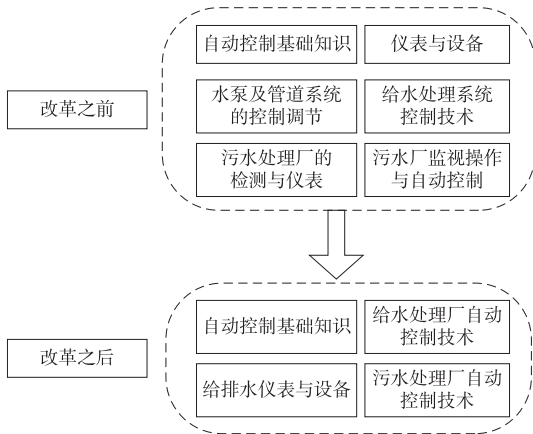 自动控制基础知识
仪表与设备
改革之前
水泵及管道系统
的控制调节
给水处理系统
控制技术
污水处理厂的
检测与仪表
污水厂监视操作
与自动控制
自动控制基础知识
给水处理厂自动
控制技术
改革之后
给排水仪表与设备
污水处理厂自动
控制技术